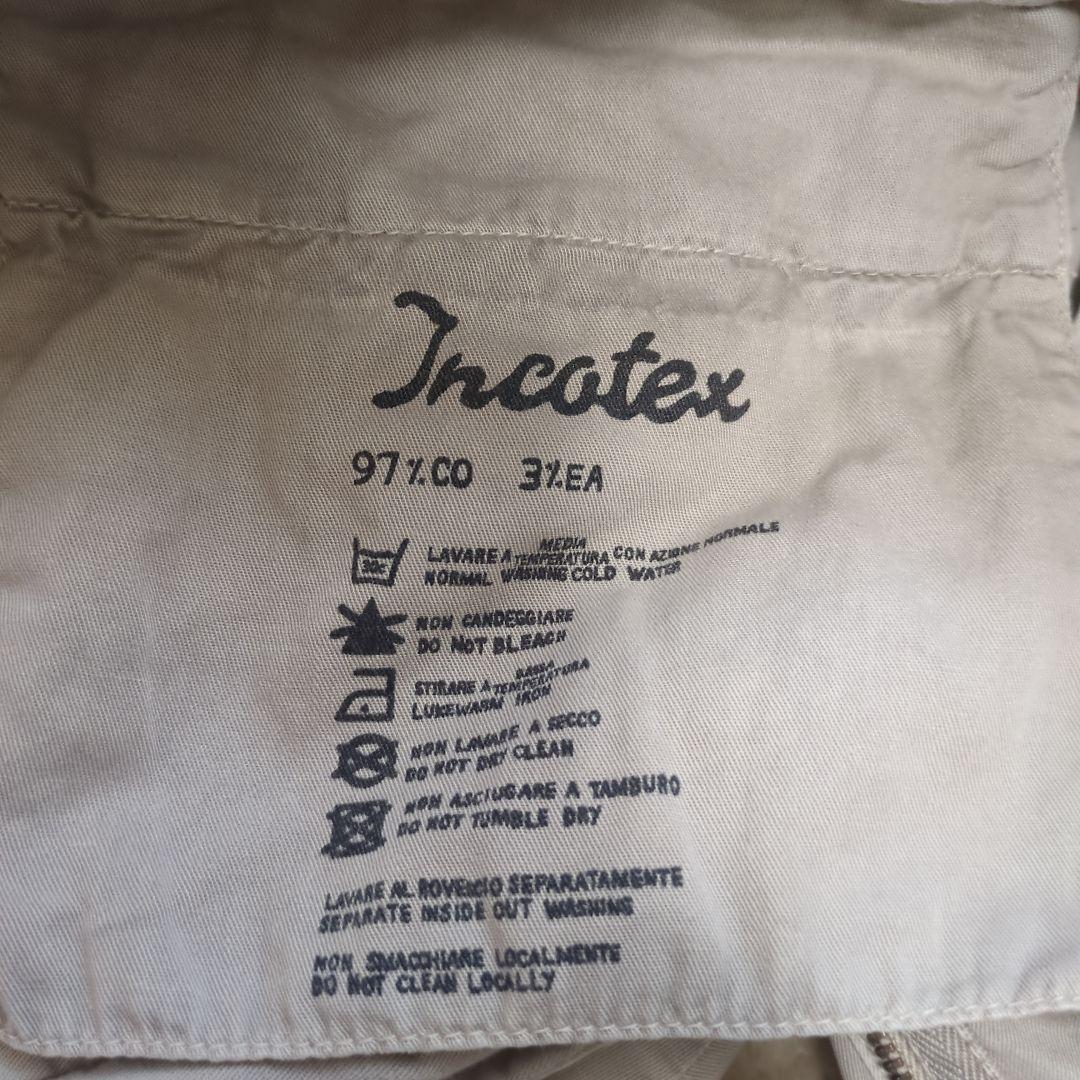 Incotex
97%CO 3%EA
30c
LAVARE A MEDIA TEMPERATURA CON AZIONE NORMALE
NORMAL WASHING COLD WATER
NON CANDEGGIARE
DO NOT BLEACH
STIRARE A BASSA TEMPERATURA
LUKEWARM IRON
NON LAVARE A SECCO
DO NOT DRY CLEAN
NON ASCIUGARE A TAMBURO
DO NOT TUMBLE DRY
LAVARE AL ROVESCIO SEPARATAMENTE
SEPARATE INSIDE OUT WASHING
NON SMACCHIARE LOCALMENTE
DO NOT CLEAN LOCALLY